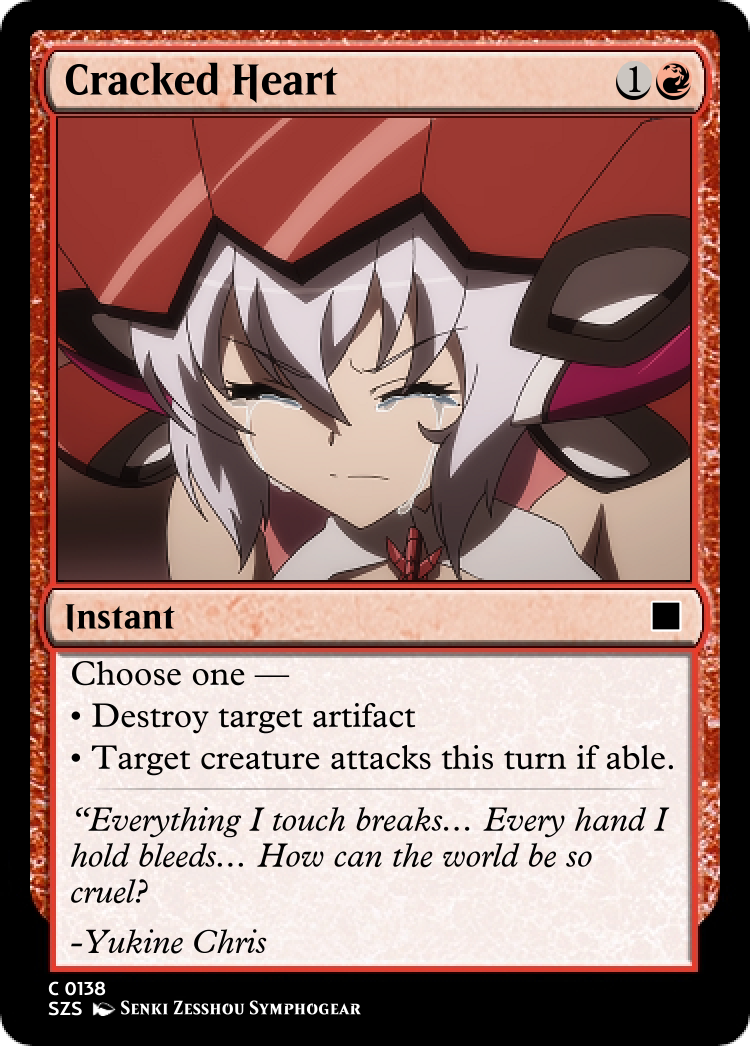 Cracked Heart 1
Instant
Choose one —
• Destroy target artifact
• Target creature attacks this turn if able.
“Everything I touch breaks... Every hand I
hold bleeds... How can the world be so
cruel?
-Yukine Chris
C 0138
SZS Senki Zesshou Symphogear